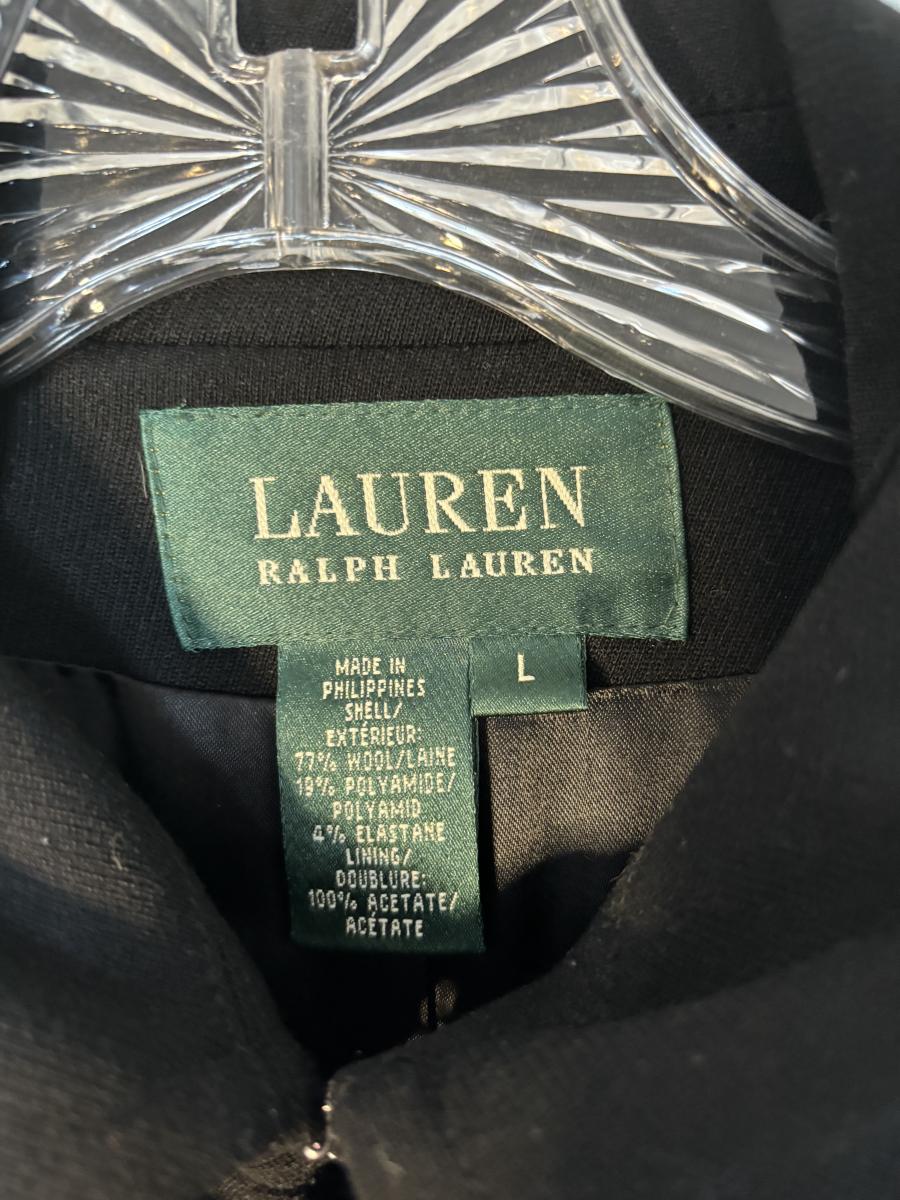 LAUREN
RALPH LAUREN
L
MADE IN
PHILIPPINES
SHELL/
EXTÉRIEUR:
77% WOOL/LAINE
19% POLYAMIDE/
POLYAMID
4% ELASTANE
LINING/
DOUBLURE:
100% ACETATE/
ACÉTATE